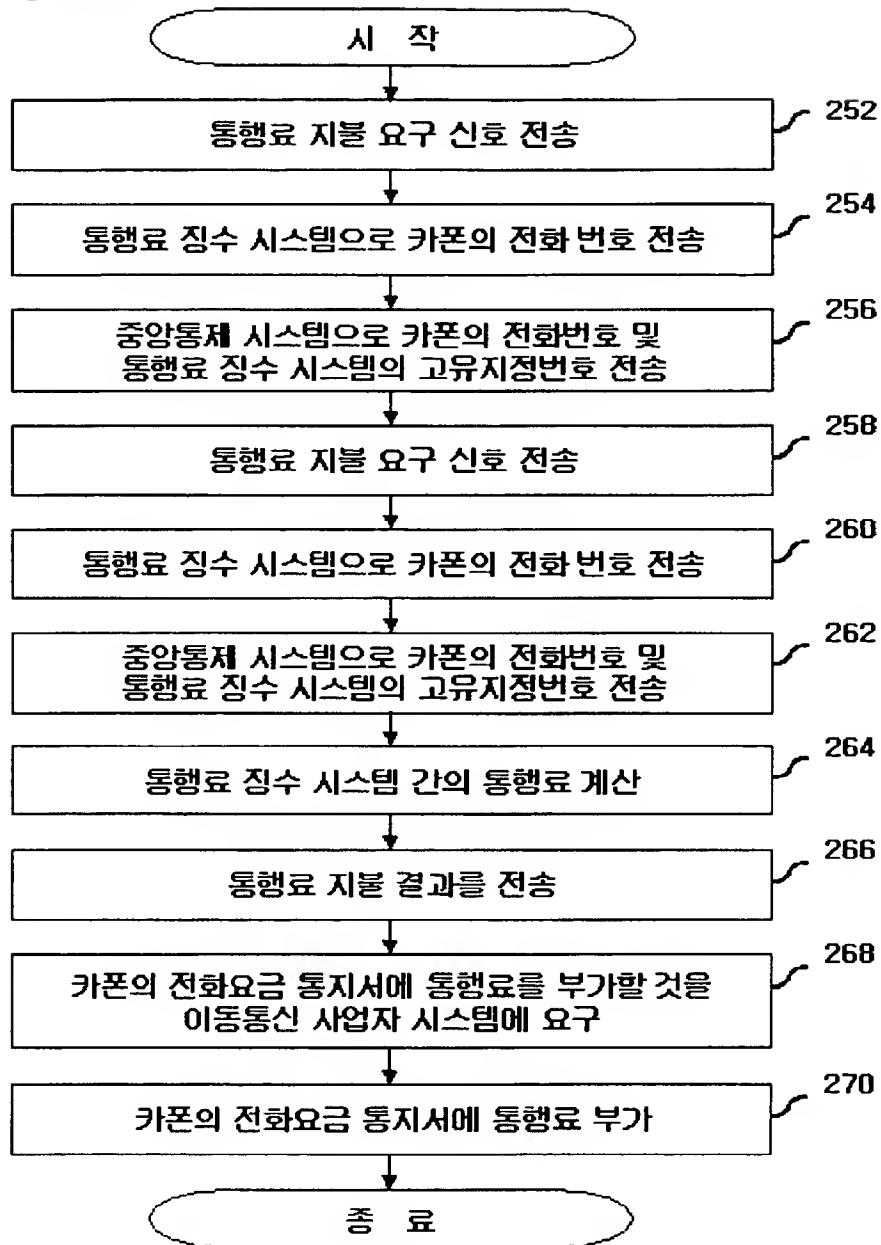 시 작
252
통행료 지불 요구 신호 전송
254
통행료 징수 시스템으로 카폰의 전화 번호 전송
256
중앙통제 시스템으로 카폰의 전화번호 및
통행료 징수 시스템의 고유지정번호 전송
258
통행료 지불 요구 신호 전송
260
통행료 징수 시스템으로 카폰의 전화 번호 전송
262
중앙통제 시스템으로 카폰의 전화번호 및
통행료 징수 시스템의 고유지정번호 전송
264
통행료 징수 시스템 간의 통행료 계산
266
통행료 지불 결과를 전송
268
카폰의 전화요금 통지서에 통행료를 부가할 것을
이동통신 사업자 시스템에 요구
270
카폰의 전화요금 통지서에 통행료 부가
종 료